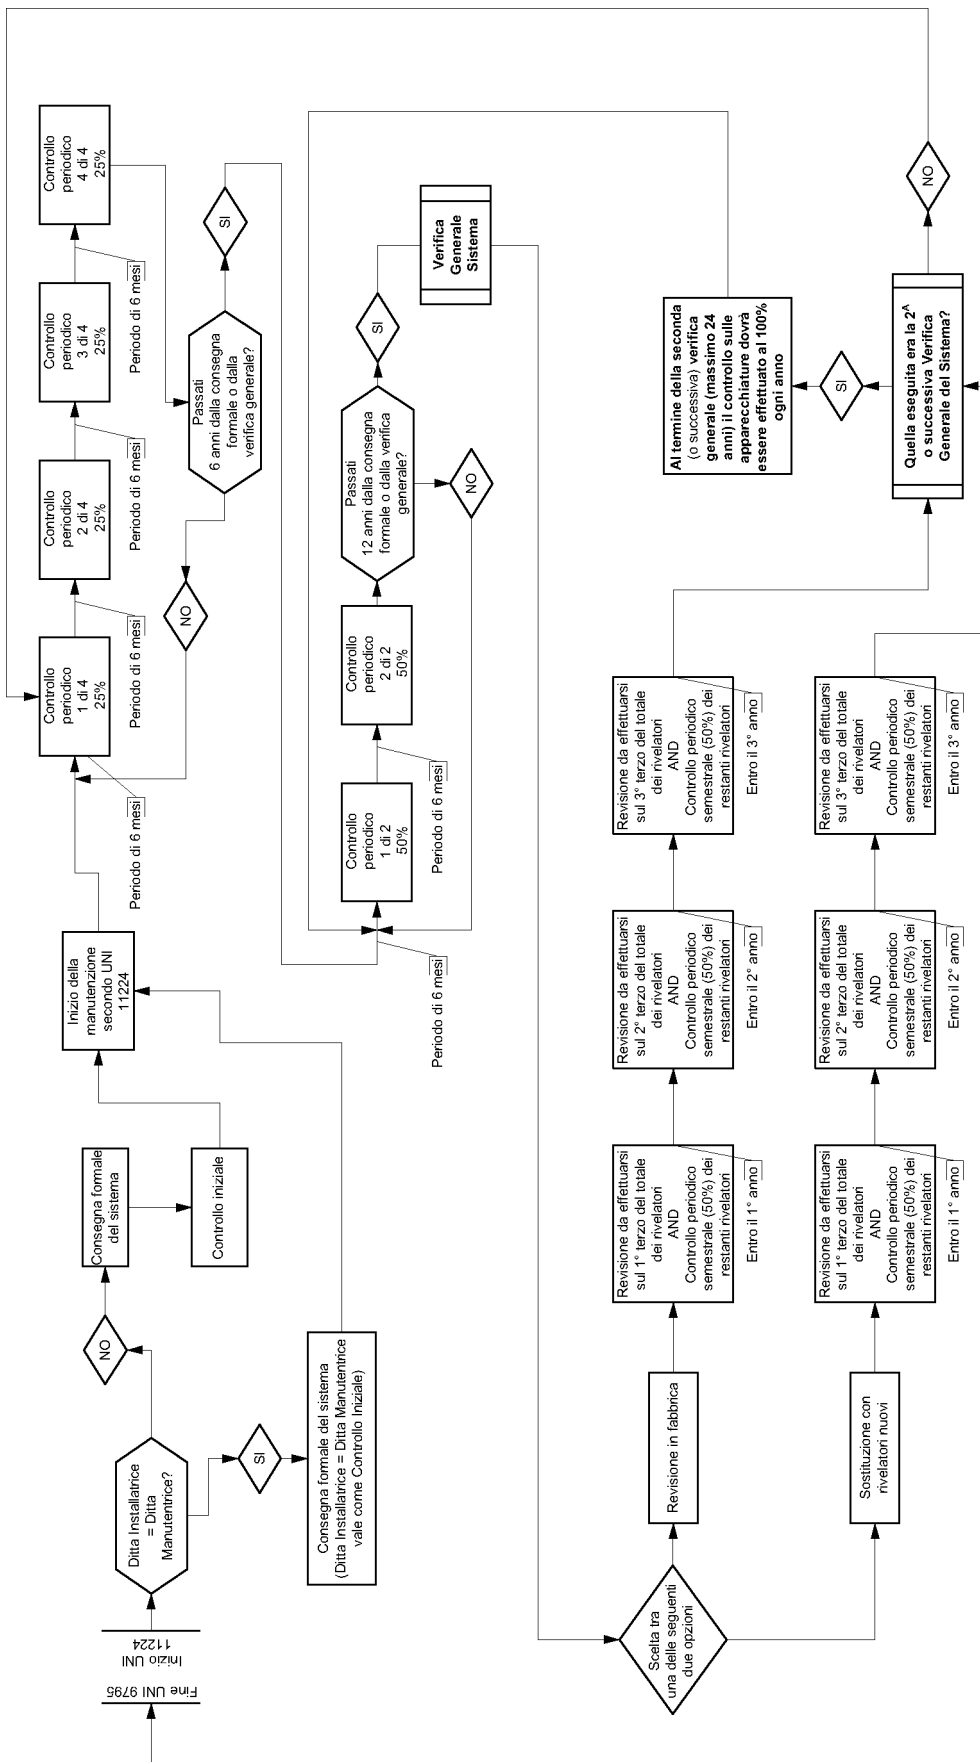 Fine UNI 9795
Inizio UNI
11224
Ditta Installatrice
= Ditta
Manutentrice?
NO
Consegna formale
del sistema
Controllo iniziale
SI
Consegna formale del sistema
(Ditta Installatrice = Ditta Manutentrice
vale come Controllo Iniziale)
Inizio della
manutenzione
secondo UNI
11224
Periodo di 6 mesi
Controllo
periodico
1 di 4
25%
Periodo di 6 mesi
Controllo
periodico
2 di 4
25%
Periodo di 6 mesi
Controllo
periodico
3 di 4
25%
Periodo di 6 mesi
Controllo
periodico
4 di 4
25%
Passati
6 anni dalla consegna
formale o dalla
verifica generale?
NO
SI
Periodo di 6 mesi
Controllo
periodico
1 di 2
50%
Periodo di 6 mesi
Controllo
periodico
2 di 2
50%
Passati
12 anni dalla consegna
formale o dalla verifica
generale?
NO
SI
Verifica
Generale
Sistema
Scelta tra
una delle seguenti
due opzioni
Revisione in fabbrica
Revisione da effettuarsi
sul 1° terzo del totale
dei rivelatori
AND
Controllo periodico
semestrale (50%) dei
restanti rivelatori
Entro il 1° anno
Revisione da effettuarsi
sul 2° terzo del totale
dei rivelatori
AND
Controllo periodico
semestrale (50%) dei
restanti rivelatori
Entro il 2° anno
Revisione da effettuarsi
sul 3° terzo del totale
dei rivelatori
AND
Controllo periodico
semestrale (50%) dei
restanti rivelatori
Entro il 3° anno
Sostituzione con
rivelatori nuovi
Revisione da effettuarsi
sul 1° terzo del totale
dei rivelatori
AND
Controllo periodico
semestrale (50%) dei
restanti rivelatori
Entro il 1° anno
Revisione da effettuarsi
sul 2° terzo del totale
dei rivelatori
AND
Controllo periodico
semestrale (50%) dei
restanti rivelatori
Entro il 2° anno
Revisione da effettuarsi
sul 3° terzo del totale
dei rivelatori
AND
Controllo periodico
semestrale (50%) dei
restanti rivelatori
Entro il 3° anno
Quella eseguita era la 2ᴬ
o successiva Verifica
Generale del Sistema?
SI
NO
Al termine della seconda
(o successiva) verifica
generale (massimo 24
anni) il controllo sulle
apparecchiature dovrà
essere effettuato al 100%
ogni anno